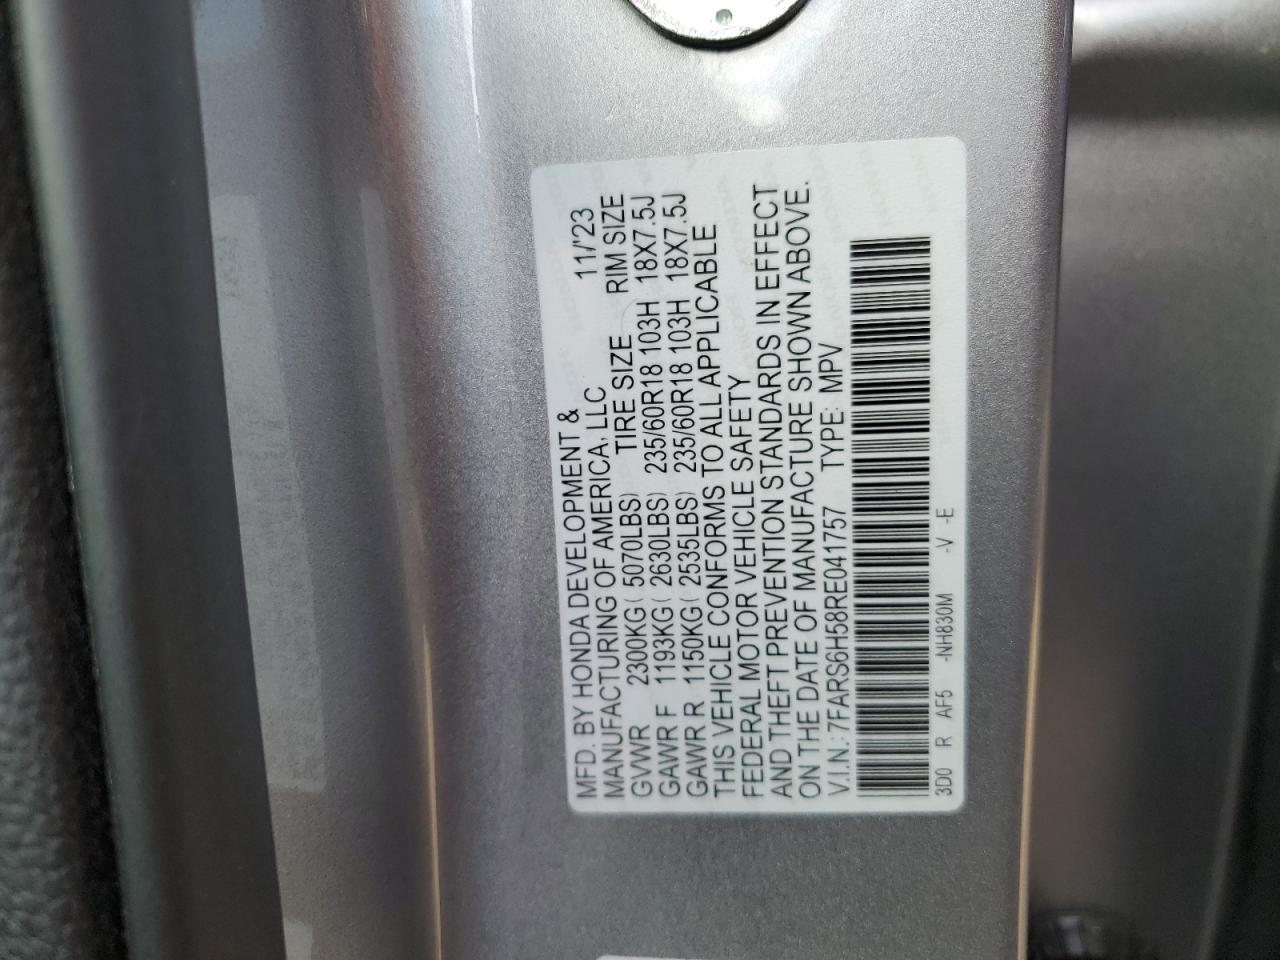 MFD. BY HONDA DEVELOPMENT & 11/'23
MANUFACTURING OF AMERICA, LLC
GVWR 2300KG( 5070LBS) TIRE SIZE RIM SIZE
GAWR F 1193KG( 2630LBS) 235/60R18 103H 18X7.5J
GAWR R 1150KG( 2535LBS) 235/60R18 103H 18X7.5J
THIS VEHICLE CONFORMS TO ALL APPLICABLE
FEDERAL MOTOR VEHICLE SAFETY
AND THEFT PREVENTION STANDARDS IN EFFECT
ON THE DATE OF MANUFACTURE SHOWN ABOVE.
V.I.N.: 7FARS6H58RE041757 TYPE: MPV
3D0 R AF5 -NH830M -V -E